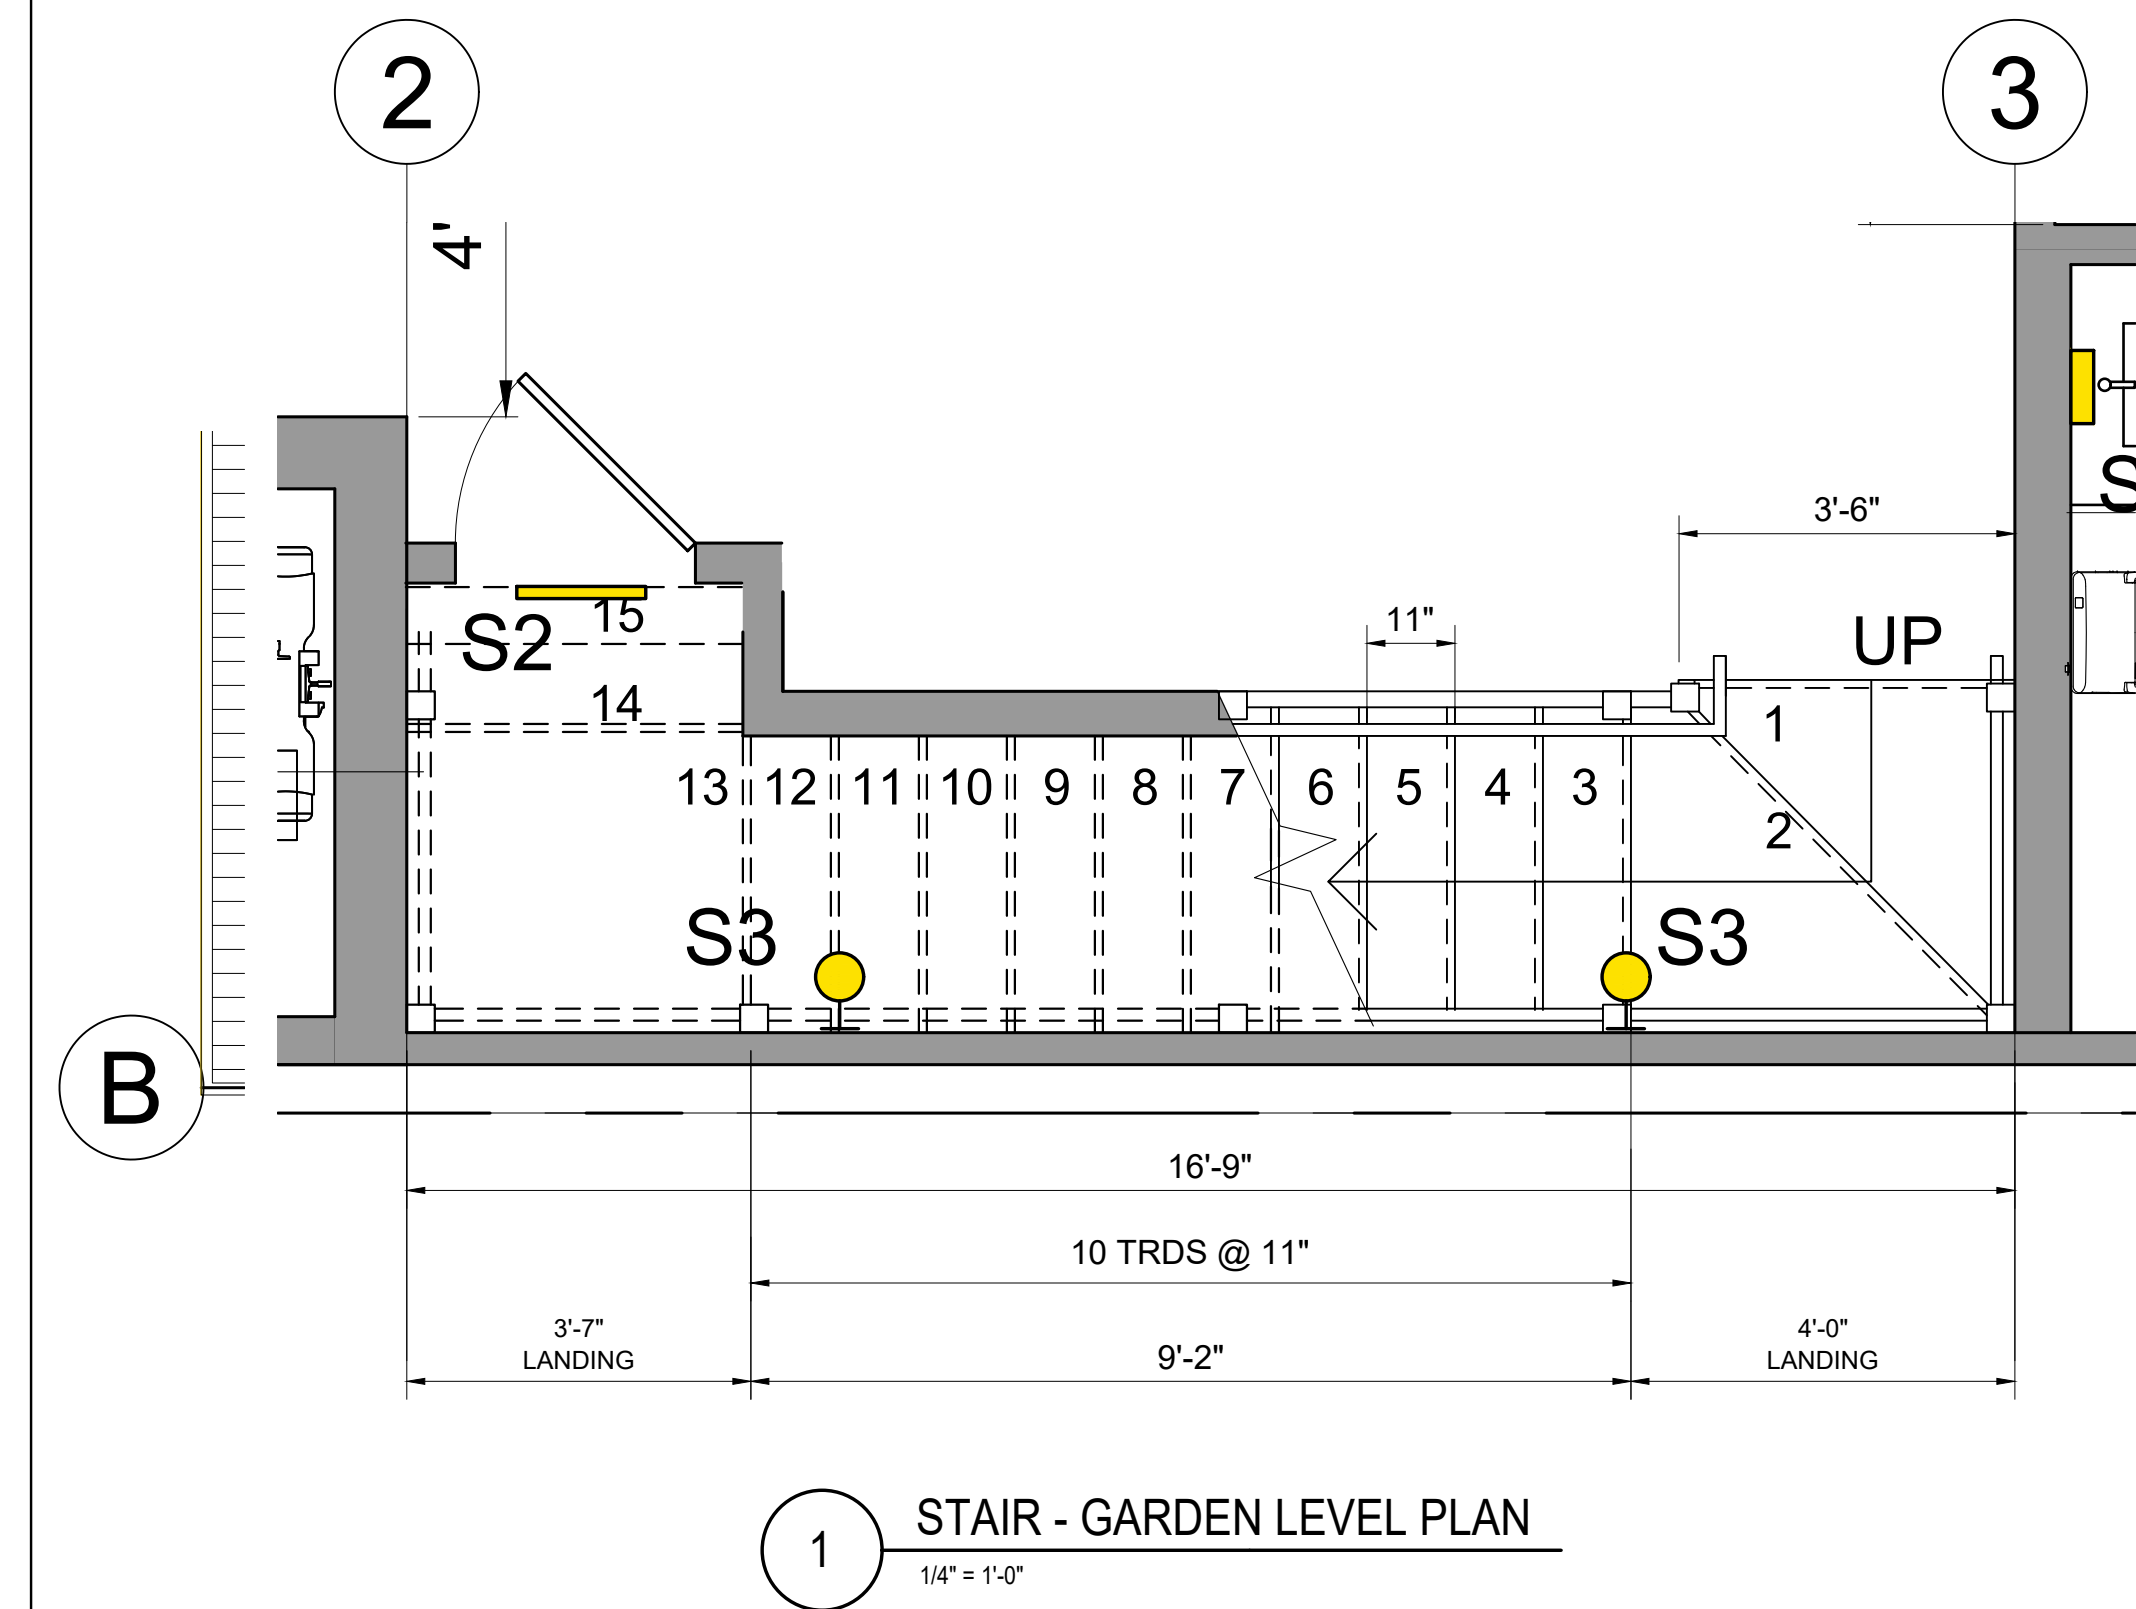 2
3
4'
3'-6"
11"
UP
S
15
S2
14
1
13 12 11 10 9 8 7 6 5 4 3
2
S3
S3
B
16'-9"
10 TRDS @ 11"
3'-7"
LANDING
9'-2"
4'-0"
LANDING
1
STAIR - GARDEN LEVEL PLAN
1/4" = 1'-0"